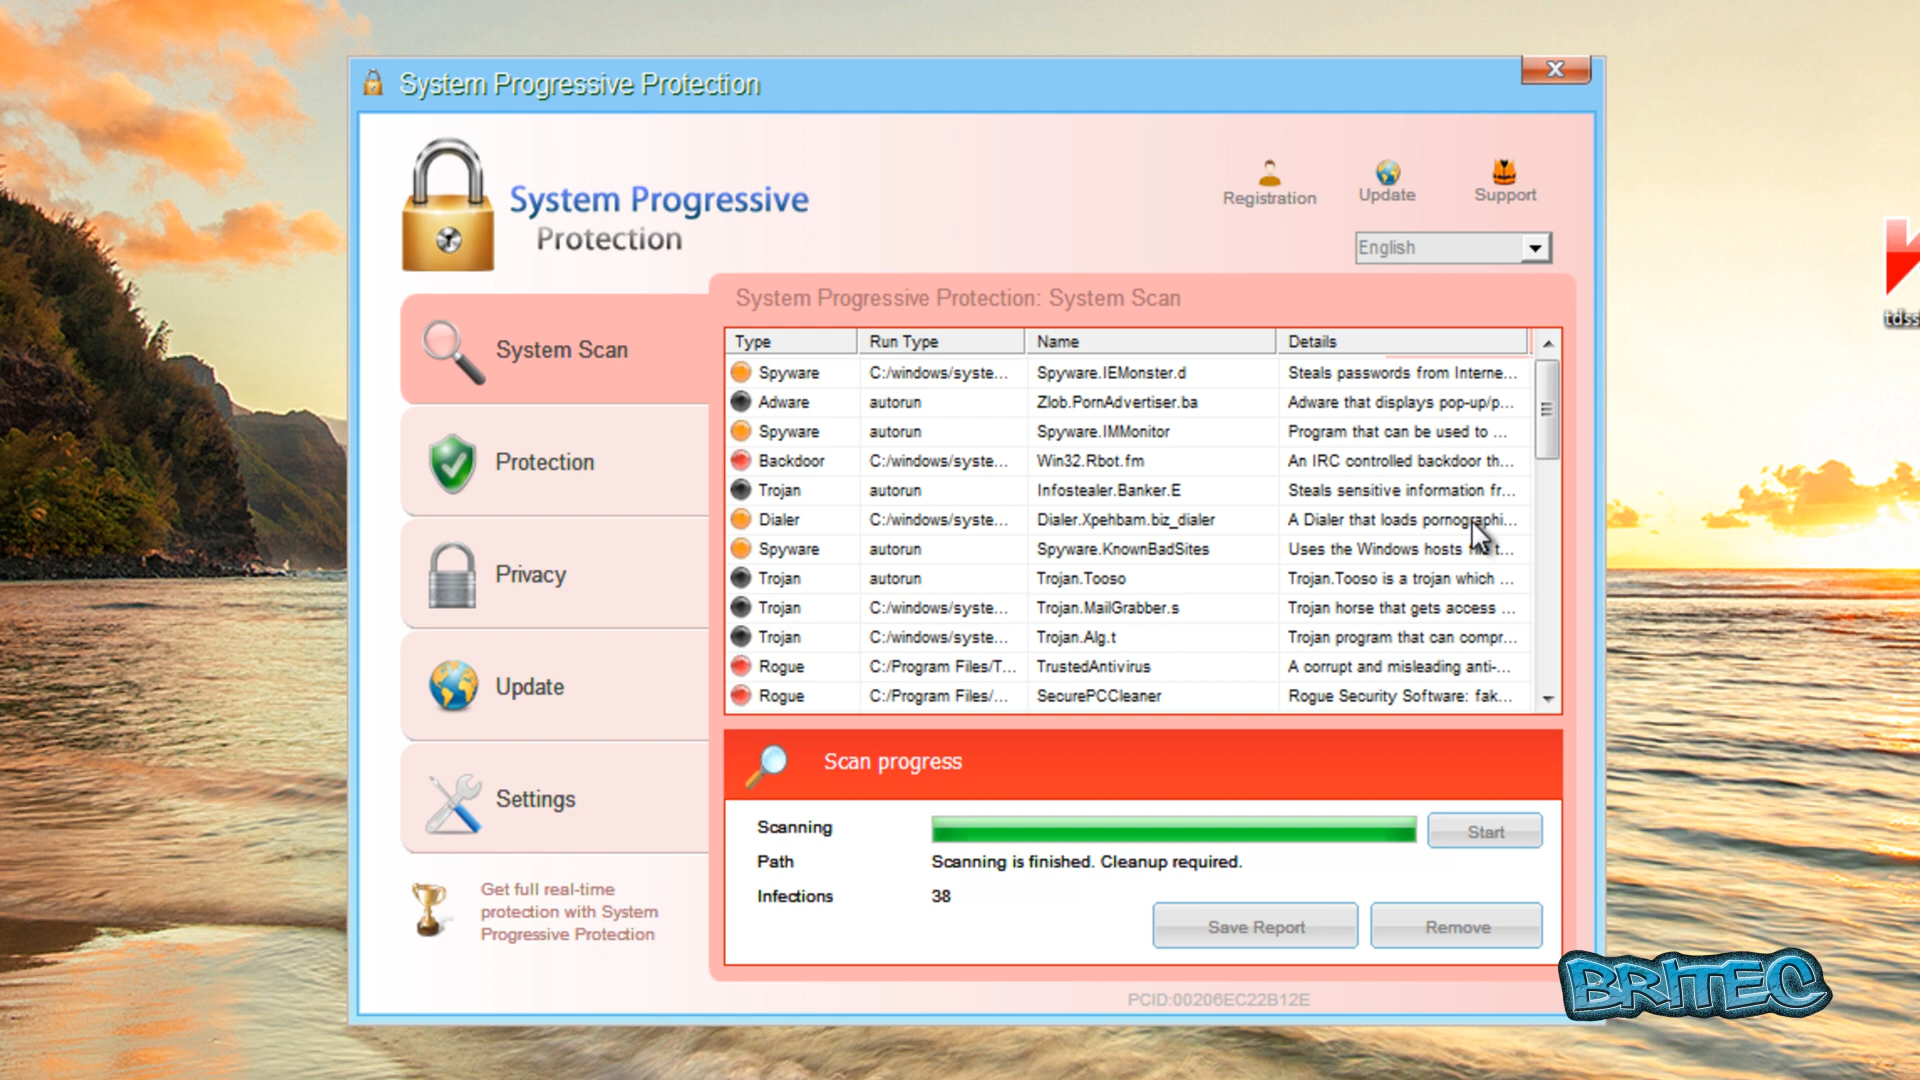 System Progressive Protection
X
System Progressive
Protection
Registration
Update
Support
English
System Progressive Protection: System Scan
System Scan
Protection
Privacy
Update
Settings
Get full real-time
protection with System
Progressive Protection
Type Run Type Name Details
Spyware C:/windows/syste... Spyware.IEMonster.d Steals passwords from Interne...
Adware autorun Zlob.PornAdvertiser.ba Adware that displays pop-up/p...
Spyware autorun Spyware.IMMonitor Program that can be used to ...
Backdoor C:/windows/syste... Win32.Rbot.fm An IRC controlled backdoor th...
Trojan autorun Infostealer.Banker.E Steals sensitive information fr...
Dialer C:/windows/syste... Dialer.Xpehbam.biz_dialer A Dialer that loads pornographi...
Spyware autorun Spyware.KnownBadSites Uses the Windows hosts t...
Trojan autorun Trojan.Tooso Trojan.Tooso is a trojan which ...
Trojan C:/windows/syste... Trojan.MailGrabber.s Trojan horse that gets access ...
Trojan C:/windows/syste... Trojan.Alg.t Trojan program that can compr...
Rogue C:/Program Files/T... TrustedAntivirus A corrupt and misleading anti-...
Rogue C:/Program Files/... SecurePCCleaner Rogue Security Software: fak...
Scan progress
Scanning
Start
Path Scanning is finished. Cleanup required.
Infections 38
Save Report Remove
PCID:00206EC22B12E
tdss
BRITEC